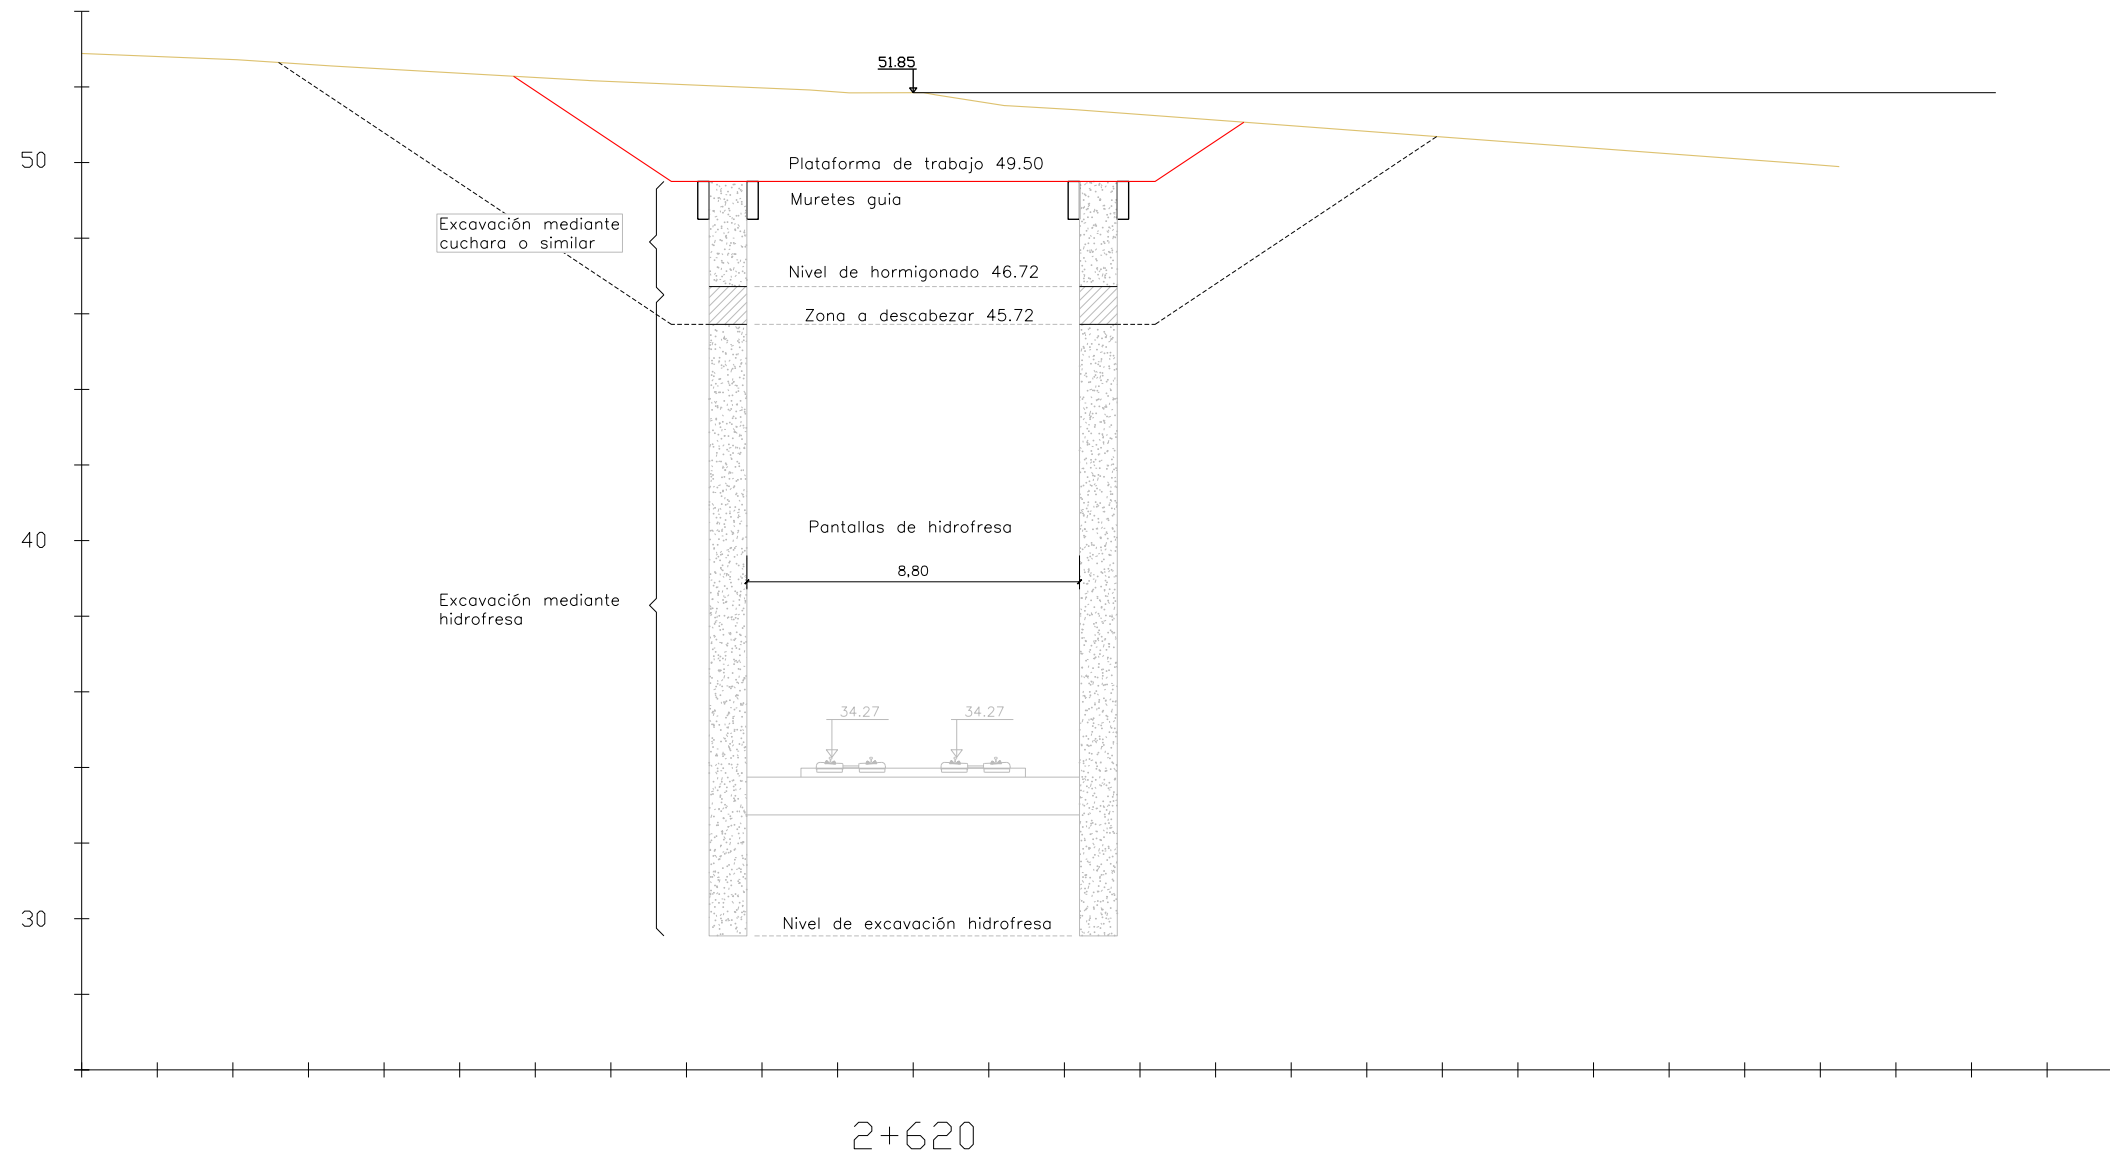 51.85
50
Plataforma de trabajo 49.50
Muretes guia
Excavación mediante
cuchara o similar
Nivel de hormigonado 46.72
Zona a descabezar 45.72
40
Pantallas de hidrofresa
8,80
Excavación mediante
hidrofresa
34.27 34.27
30
Nivel de excavación hidrofresa
2+620